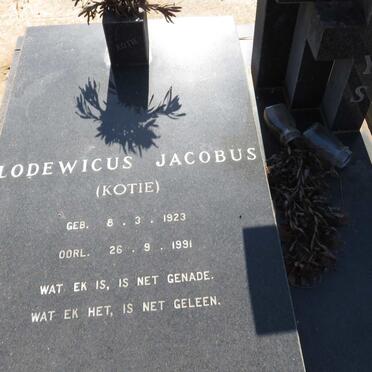 KOTIE
LODEWICUS JACOBUS
(KOTIE)
GEB. 8.3.1923
OORL. 26.9.1991
WAT EK IS, IS NET GENADE.
WAT EK HET, IS NET GELEEN.